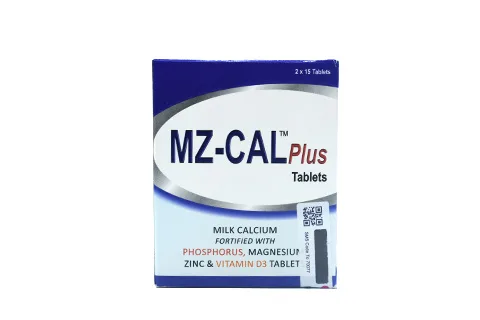 2 x 15 Tablets
MZ-CAL™ Plus
Tablets
MILK CALCIUM
FORTIFIED WITH
PHOSPHORUS, MAGNESIUM
ZINC & VITAMIN D3 TABLET